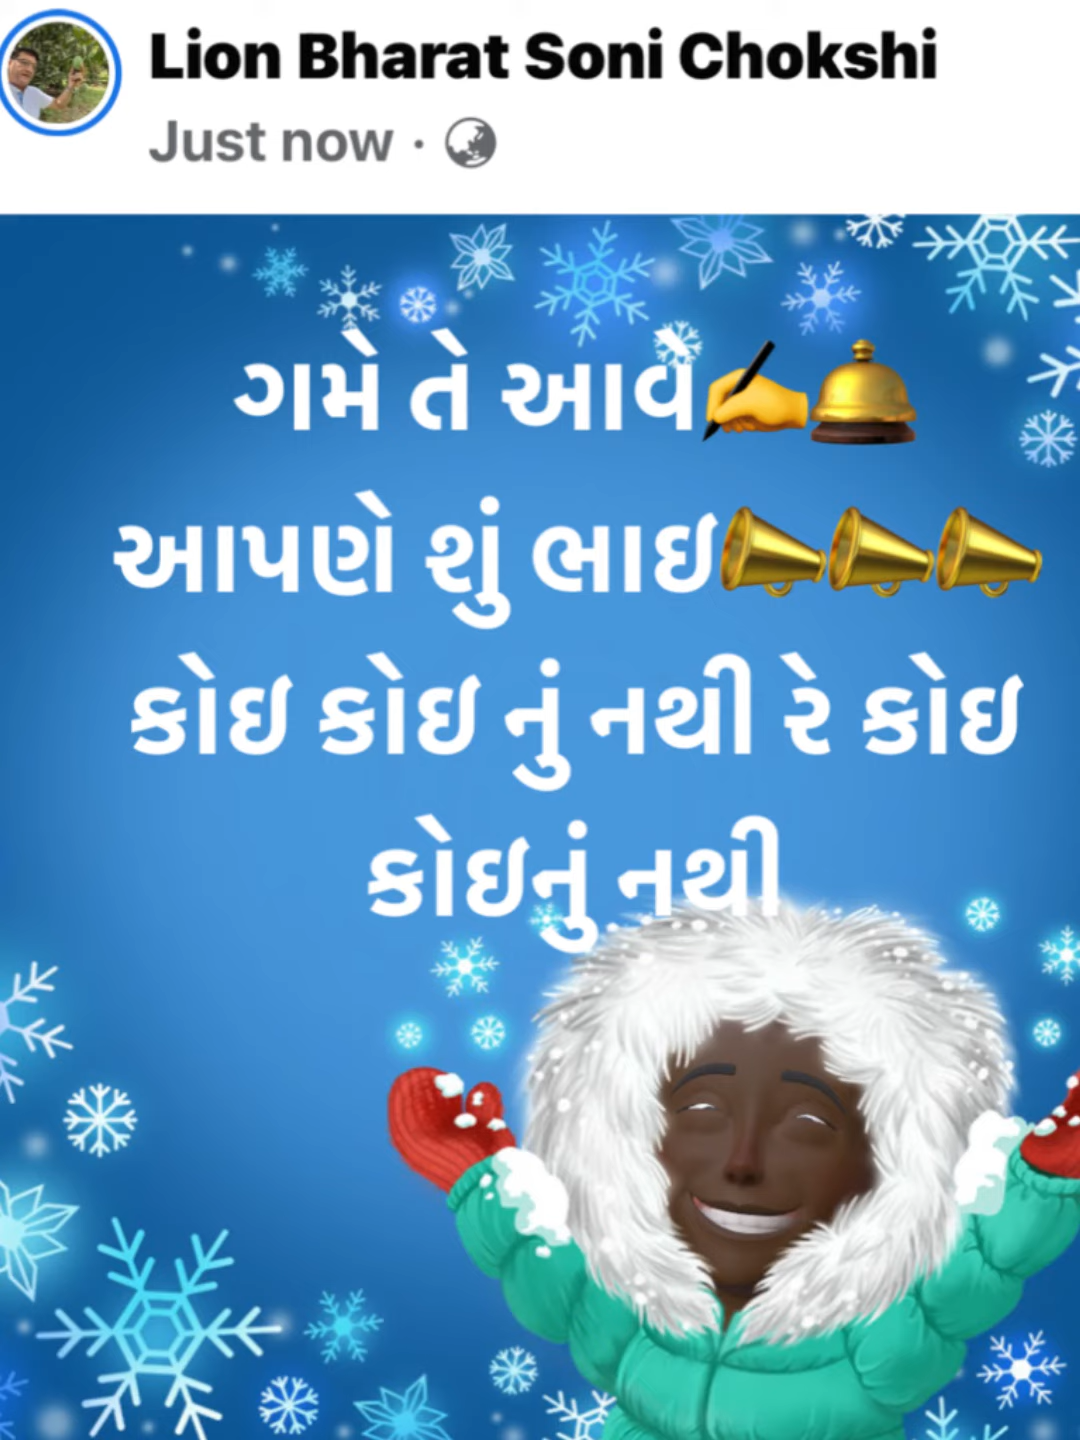 Lion Bharat Soni Chokshi
Just now ·
ગમે તે આવે✍️🛎️
આપણે શું ભાઇ📣📣📣
કોઇ કોઇ નું નથી રે કોઇ
કોઇનું નથી